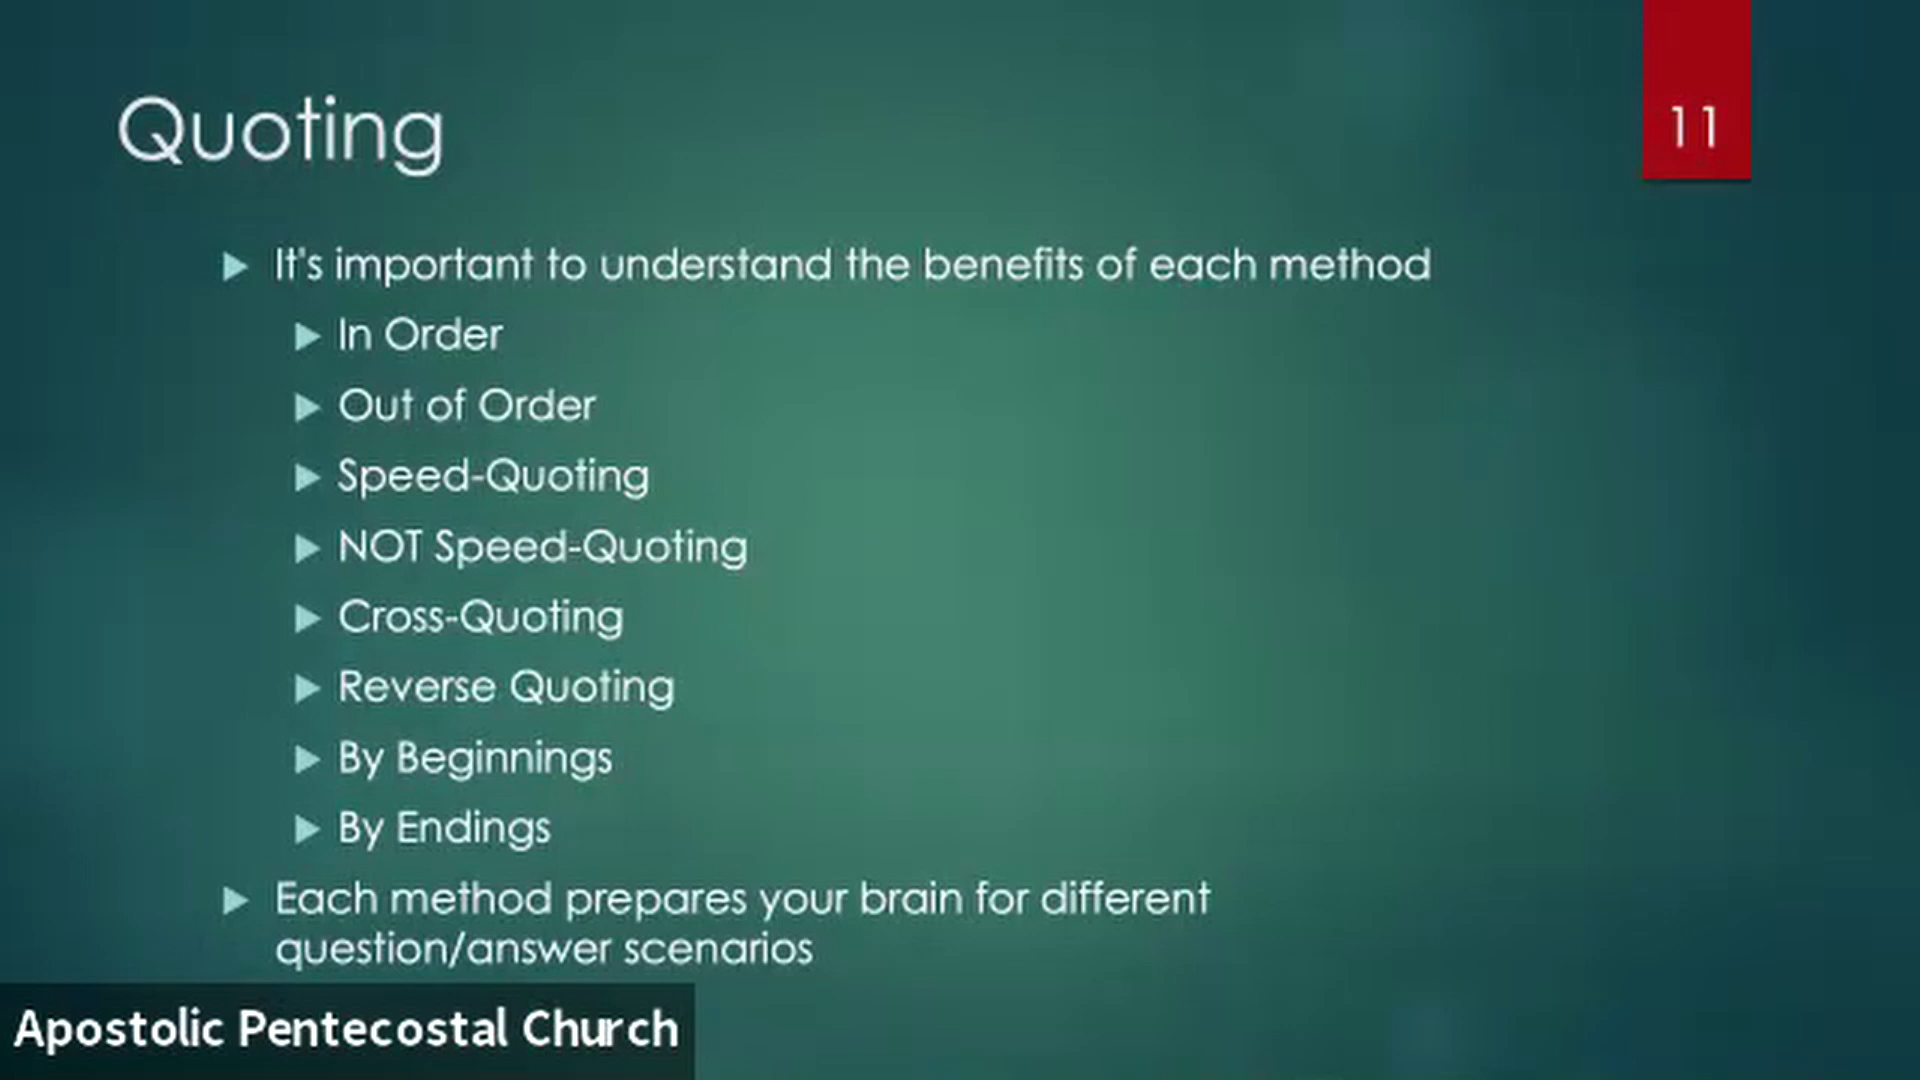 Quoting
11
It's important to understand the benefits of each method
In Order
Out of Order
Speed-Quoting
NOT Speed-Quoting
Cross-Quoting
Reverse Quoting
By Beginnings
By Endings
Each method prepares your brain for different
question/answer scenarios
Apostolic Pentecostal Church